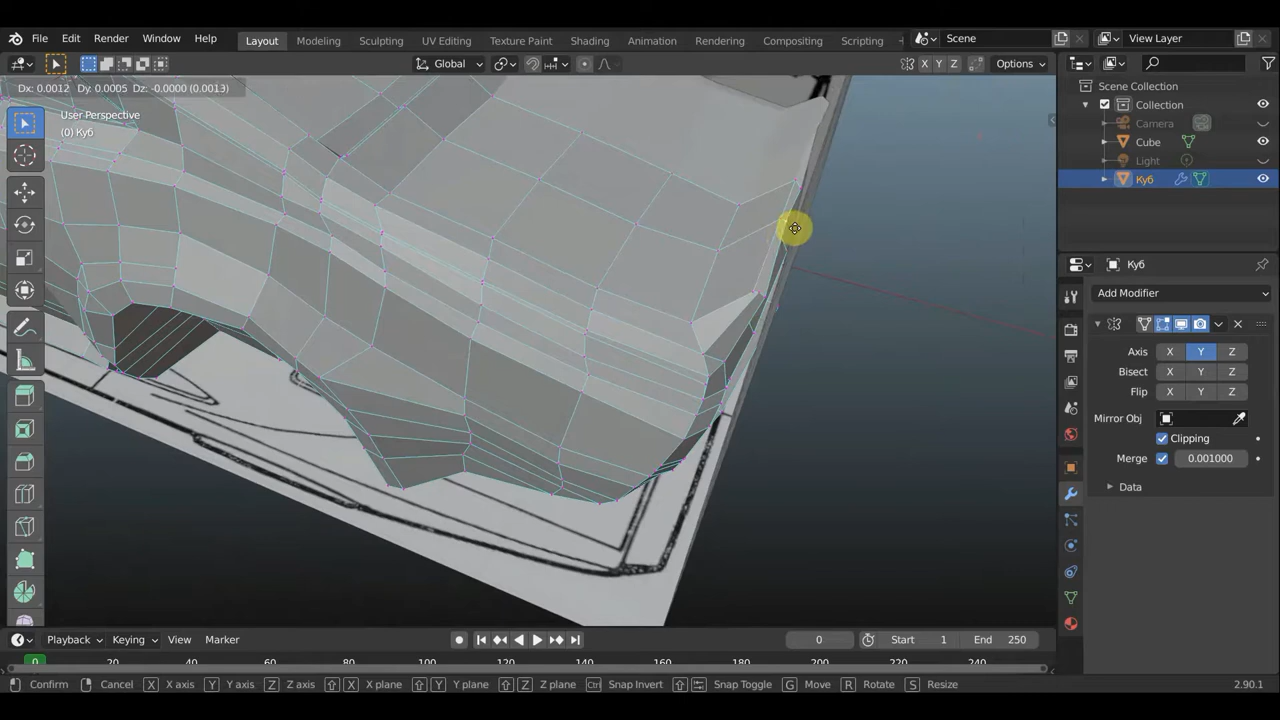 File Edit Render Window Help
Layout Modeling Sculpting UV Editing Texture Paint Shading Animation Rendering Compositing Scripting
Scene
View Layer
Global
X Y Z
Options
Dx: 0.0012 Dy: 0.0005 Dz: -0.0000 (0.0013)
User Perspective
(0) Куб
Scene Collection
Collection
Camera
Cube
Light
Куб
Куб
Add Modifier
Axis X Y Z
Bisect X Y Z
Flip X Y Z
Mirror Obj
Clipping
Merge 0.001000
Data
Playback Keying View Marker
0
Start 1
End 250
0 20 40 60 80 100 120 140 160 180 200 220 240
Confirm Cancel X X axis Y Y axis Z Z axis X X plane Y Y plane Z Z plane Ctrl Snap Invert Snap Toggle G Move R Rotate S Resize
2.90.1